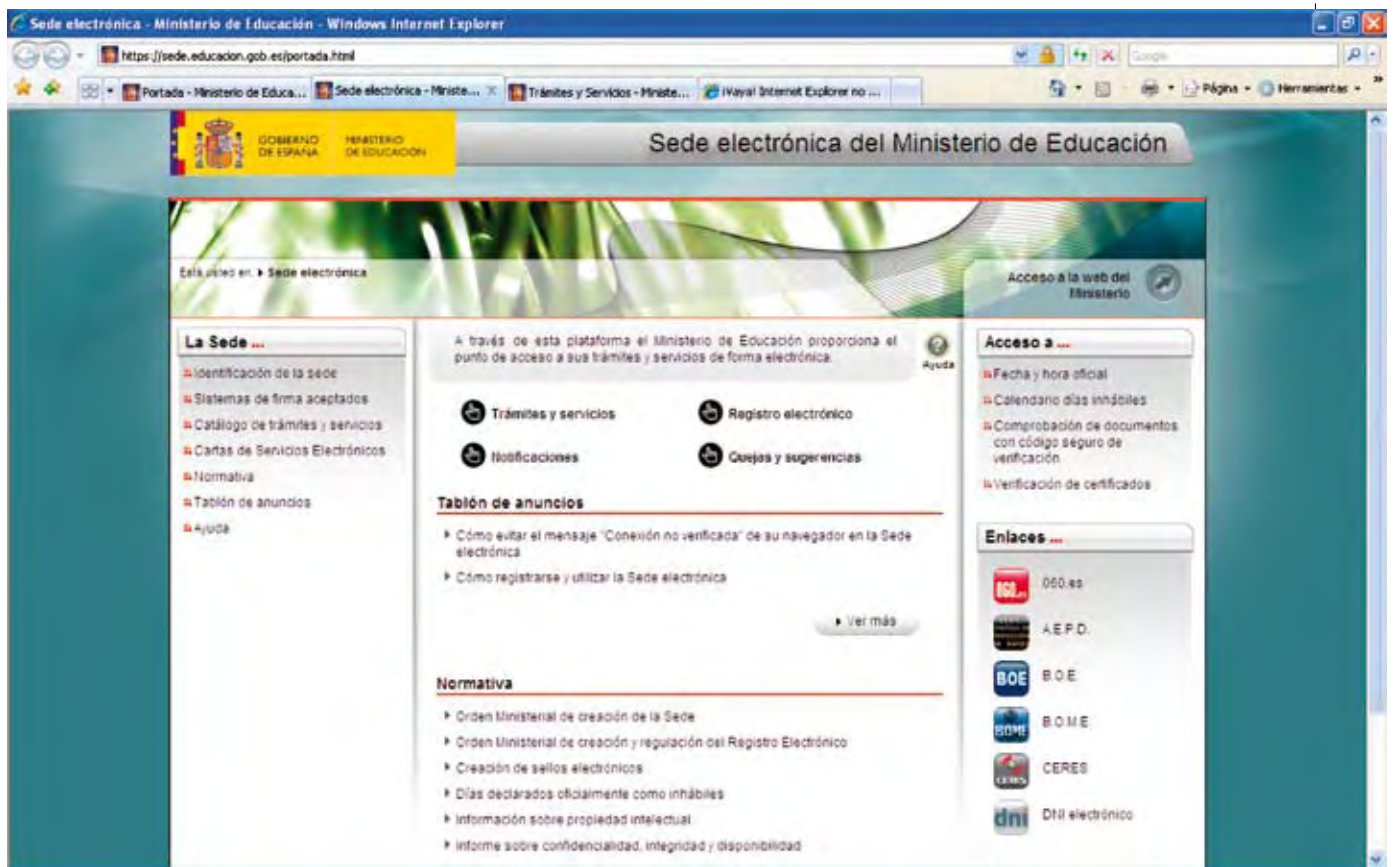 Sede electrónica - Ministerio de Educación - Windows Internet Explorer
https://sede.educacion.gob.es/portada.html
Google
Portada - Ministerio de Educa...
Sede electrónica - Ministe...
Trámites y Servicios - Ministe...
¡Vaya! Internet Explorer no ...
Página
Herramientas
GOBIERNO DE ESPAÑA
MINISTERIO DE EDUCACIÓN
Sede electrónica del Ministerio de Educación
Está usted en: Sede electrónica
Acceso a la web del
Ministerio
La Sede ...
Identificación de la sede
Sistemas de firma aceptados
Catálogo de trámites y servicios
Cartas de Servicios Electrónicos
Normativa
Tablón de anuncios
Ayuda
A través de esta plataforma el Ministerio de Educación proporciona el
punto de acceso a sus trámites y servicios de forma electrónica.
Ayuda
Trámites y servicios
Registro electrónico
Notificaciones
Quejas y sugerencias
Tablón de anuncios
Cómo evitar el mensaje "Conexión no verificada" de su navegador en la Sede
electrónica
Cómo registrarse y utilizar la Sede electrónica
Ver más
Normativa
Orden Ministerial de creación de la Sede
Orden Ministerial de creación y regulación del Registro Electrónico
Creación de sellos electrónicos
Días declarados oficialmente como inhábiles
Información sobre propiedad intelectual
Informe sobre confidencialidad, integridad y disponibilidad
Acceso a ...
Fecha y hora oficial
Calendario días inhábiles
Comprobación de documentos
con código seguro de
verificación
Verificación de certificados
Enlaces ...
060.es
060.es
A.E.P.D.
BOE
B.O.E.
BOME
B.O.M.E
CERES
CERES
dni
DNI electrónico